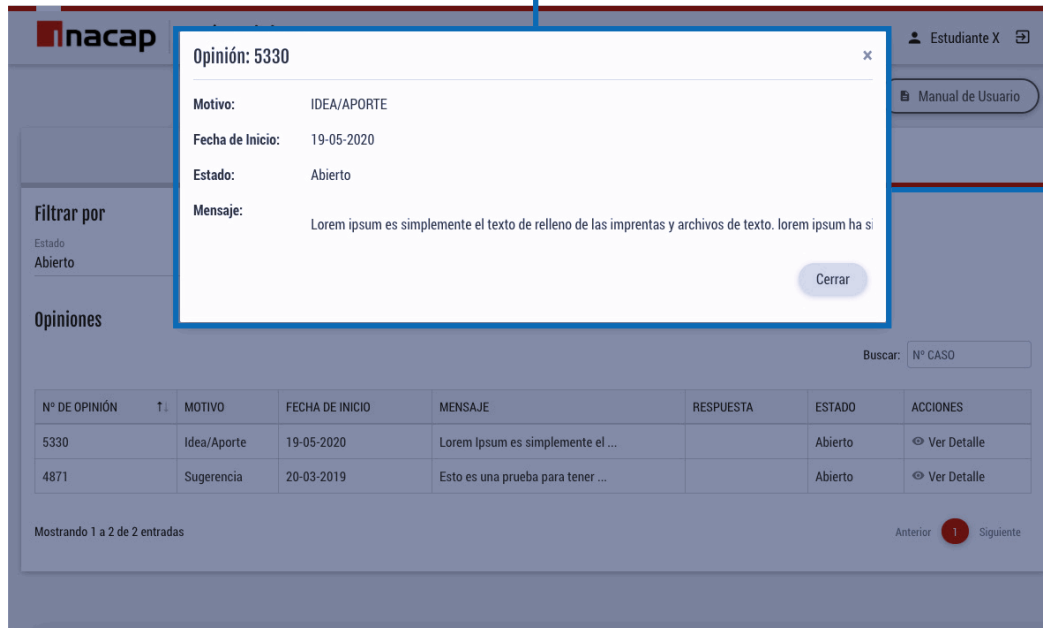 Inacap
Estudiante X
Opinión: 5330
x
Manual de Usuario
Motivo: IDEA/APORTE
Fecha de Inicio: 19-05-2020
Estado: Abierto
Mensaje:
Lorem ipsum es simplemente el texto de relleno de las imprentas y archivos de texto. lorem ipsum ha si
Cerrar
Filtrar por
Estado
Abierto
Opiniones
Buscar: Nº CASO
Nº DE OPINIÓN MOTIVO FECHA DE INICIO MENSAJE RESPUESTA ESTADO ACCIONES
5330 Idea/Aporte 19-05-2020 Lorem Ipsum es simplemente el ... Abierto Ver Detalle
4871 Sugerencia 20-03-2019 Esto es una prueba para tener ... Abierto Ver Detalle
Mostrando 1 a 2 de 2 entradas
Anterior 1 Siguiente